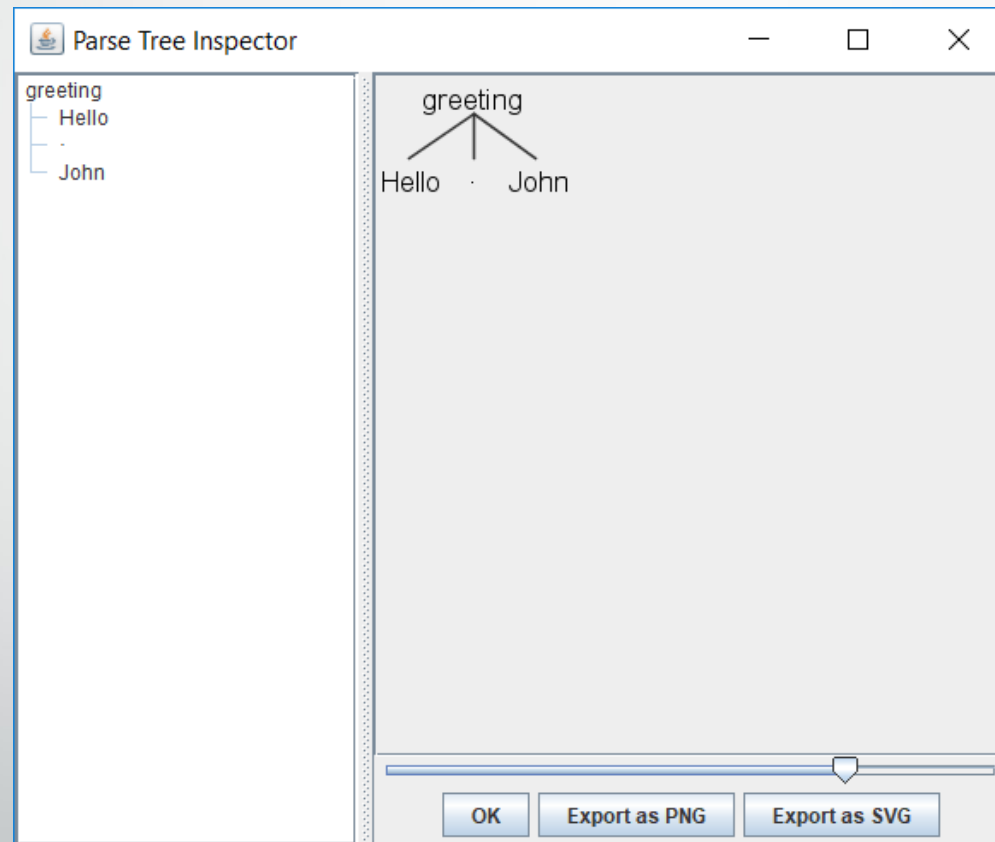 Parse Tree Inspector
greeting
Hello
·
John
greeting
Hello · John
OK Export as PNG Export as SVG